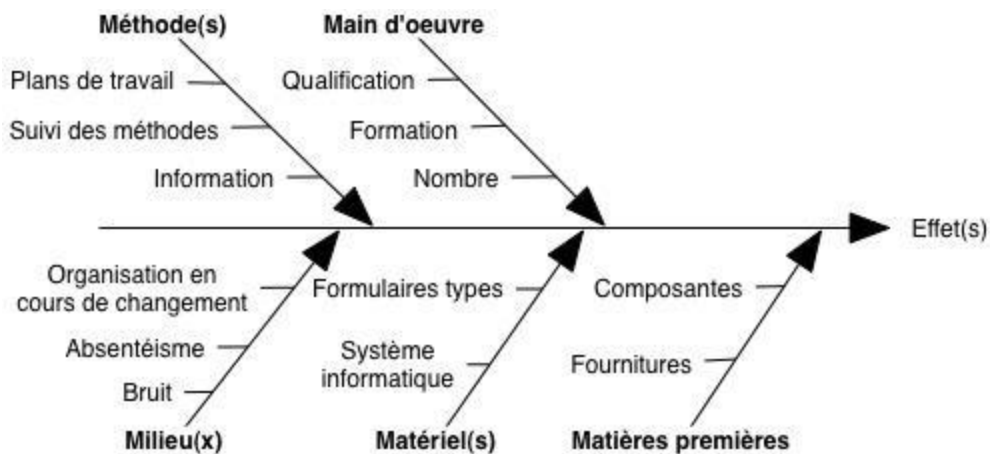 Méthode(s)
Main d'oeuvre
Plans de travail
Qualification
Suivi des méthodes
Formation
Information
Nombre
Effet(s)
Organisation en
cours de changement
Formulaires types
Composantes
Absentéisme
Système
informatique
Fournitures
Bruit
Milieu(x)
Matériel(s)
Matières premières